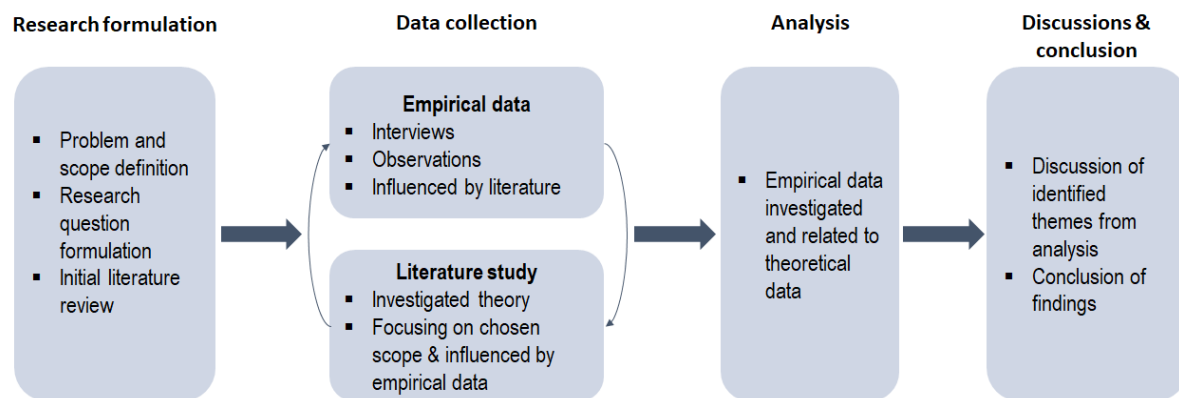 Research formulation
▪ Problem and
scope definition
▪ Research
question
formulation
▪ Initial literature
review
Data collection
Empirical data
▪ Interviews
▪ Observations
▪ Influenced by literature
Literature study
▪ Investigated theory
▪ Focusing on chosen
scope & influenced by
empirical data
Analysis
▪ Empirical data
investigated
and related to
theoretical
data
Discussions &
conclusion
▪ Discussion of
identified
themes from
analysis
▪ Conclusion of
findings